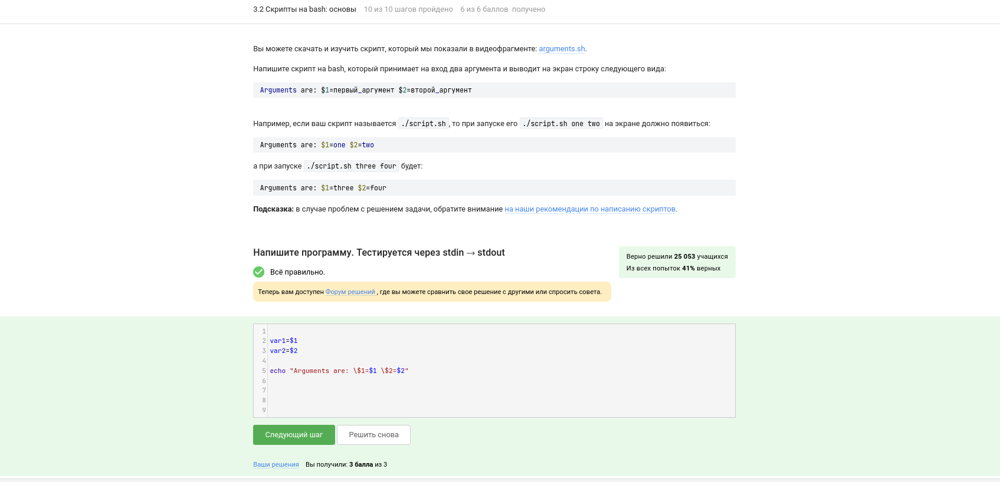 3.2 Скрипты на bash: основы 10 из 10 шагов пройдено 6 из 6 баллов получено
Вы можете скачать и изучить скрипт, который мы показали в видеофрагменте: arguments.sh.
Напишите скрипт на bash, который принимает на вход два аргумента и выводит на экран строку следующего вида:
Arguments are: $1=первый_аргумент $2=второй_аргумент
Например, если ваш скрипт называется ./script.sh, то при запуске его ./script.sh one two на экране должно появиться:
Arguments are: $1=one $2=two
а при запуске ./script.sh three four будет:
Arguments are: $1=three $2=four
Подсказка: в случае проблем с решением задачи, обратите внимание на наши рекомендации по написанию скриптов.
Напишите программу. Тестируется через stdin → stdout
Верно решили 25 053 учащихся
Из всех попыток 41% верных
Всё правильно.
Теперь вам доступен Форум решений, где вы можете сравнить свое решение с другими или спросить совета.
1
2 var1=$1
3 var2=$2
4
5 echo "Arguments are: \$1=$1 \$2=$2"
6
7
8
9
Следующий шаг Решить снова
Ваши решения Вы получили: 3 балла из 3